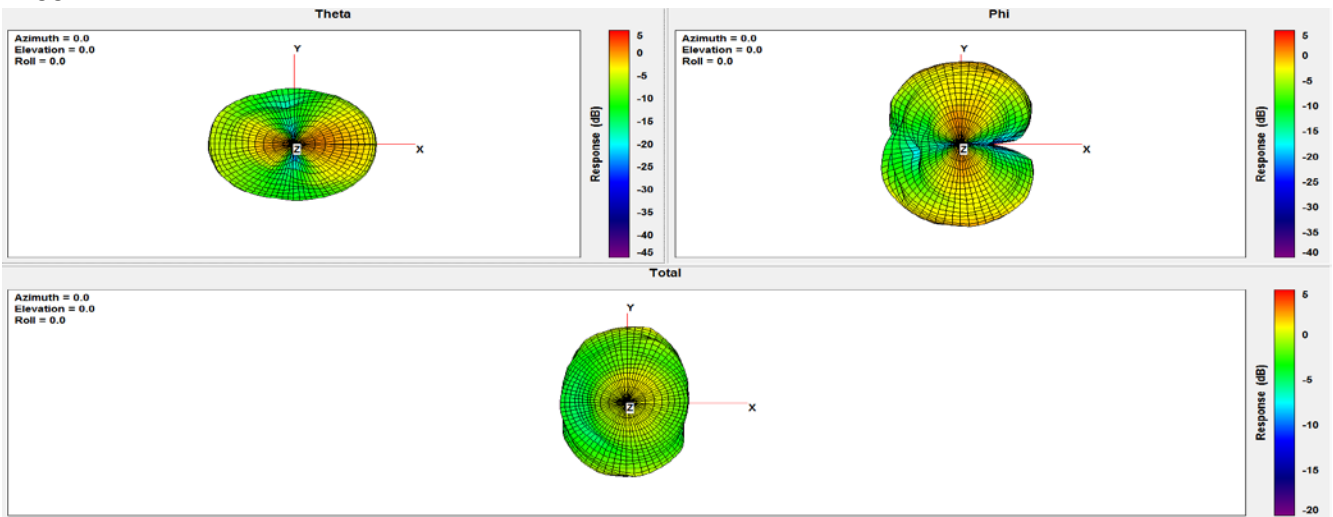 Theta
Azimuth = 0.0
Elevation = 0.0
Roll = 0.0
Y
X
Z
5
0
-5
-10
-15
-20
-25
-30
-35
-40
-45
Response (dB)
Phi
Azimuth = 0.0
Elevation = 0.0
Roll = 0.0
Y
X
Z
5
0
-5
-10
-15
-20
-25
-30
-35
-40
Response (dB)
Total
Azimuth = 0.0
Elevation = 0.0
Roll = 0.0
Y
X
Z
5
0
-5
-10
-15
-20
Response (dB)